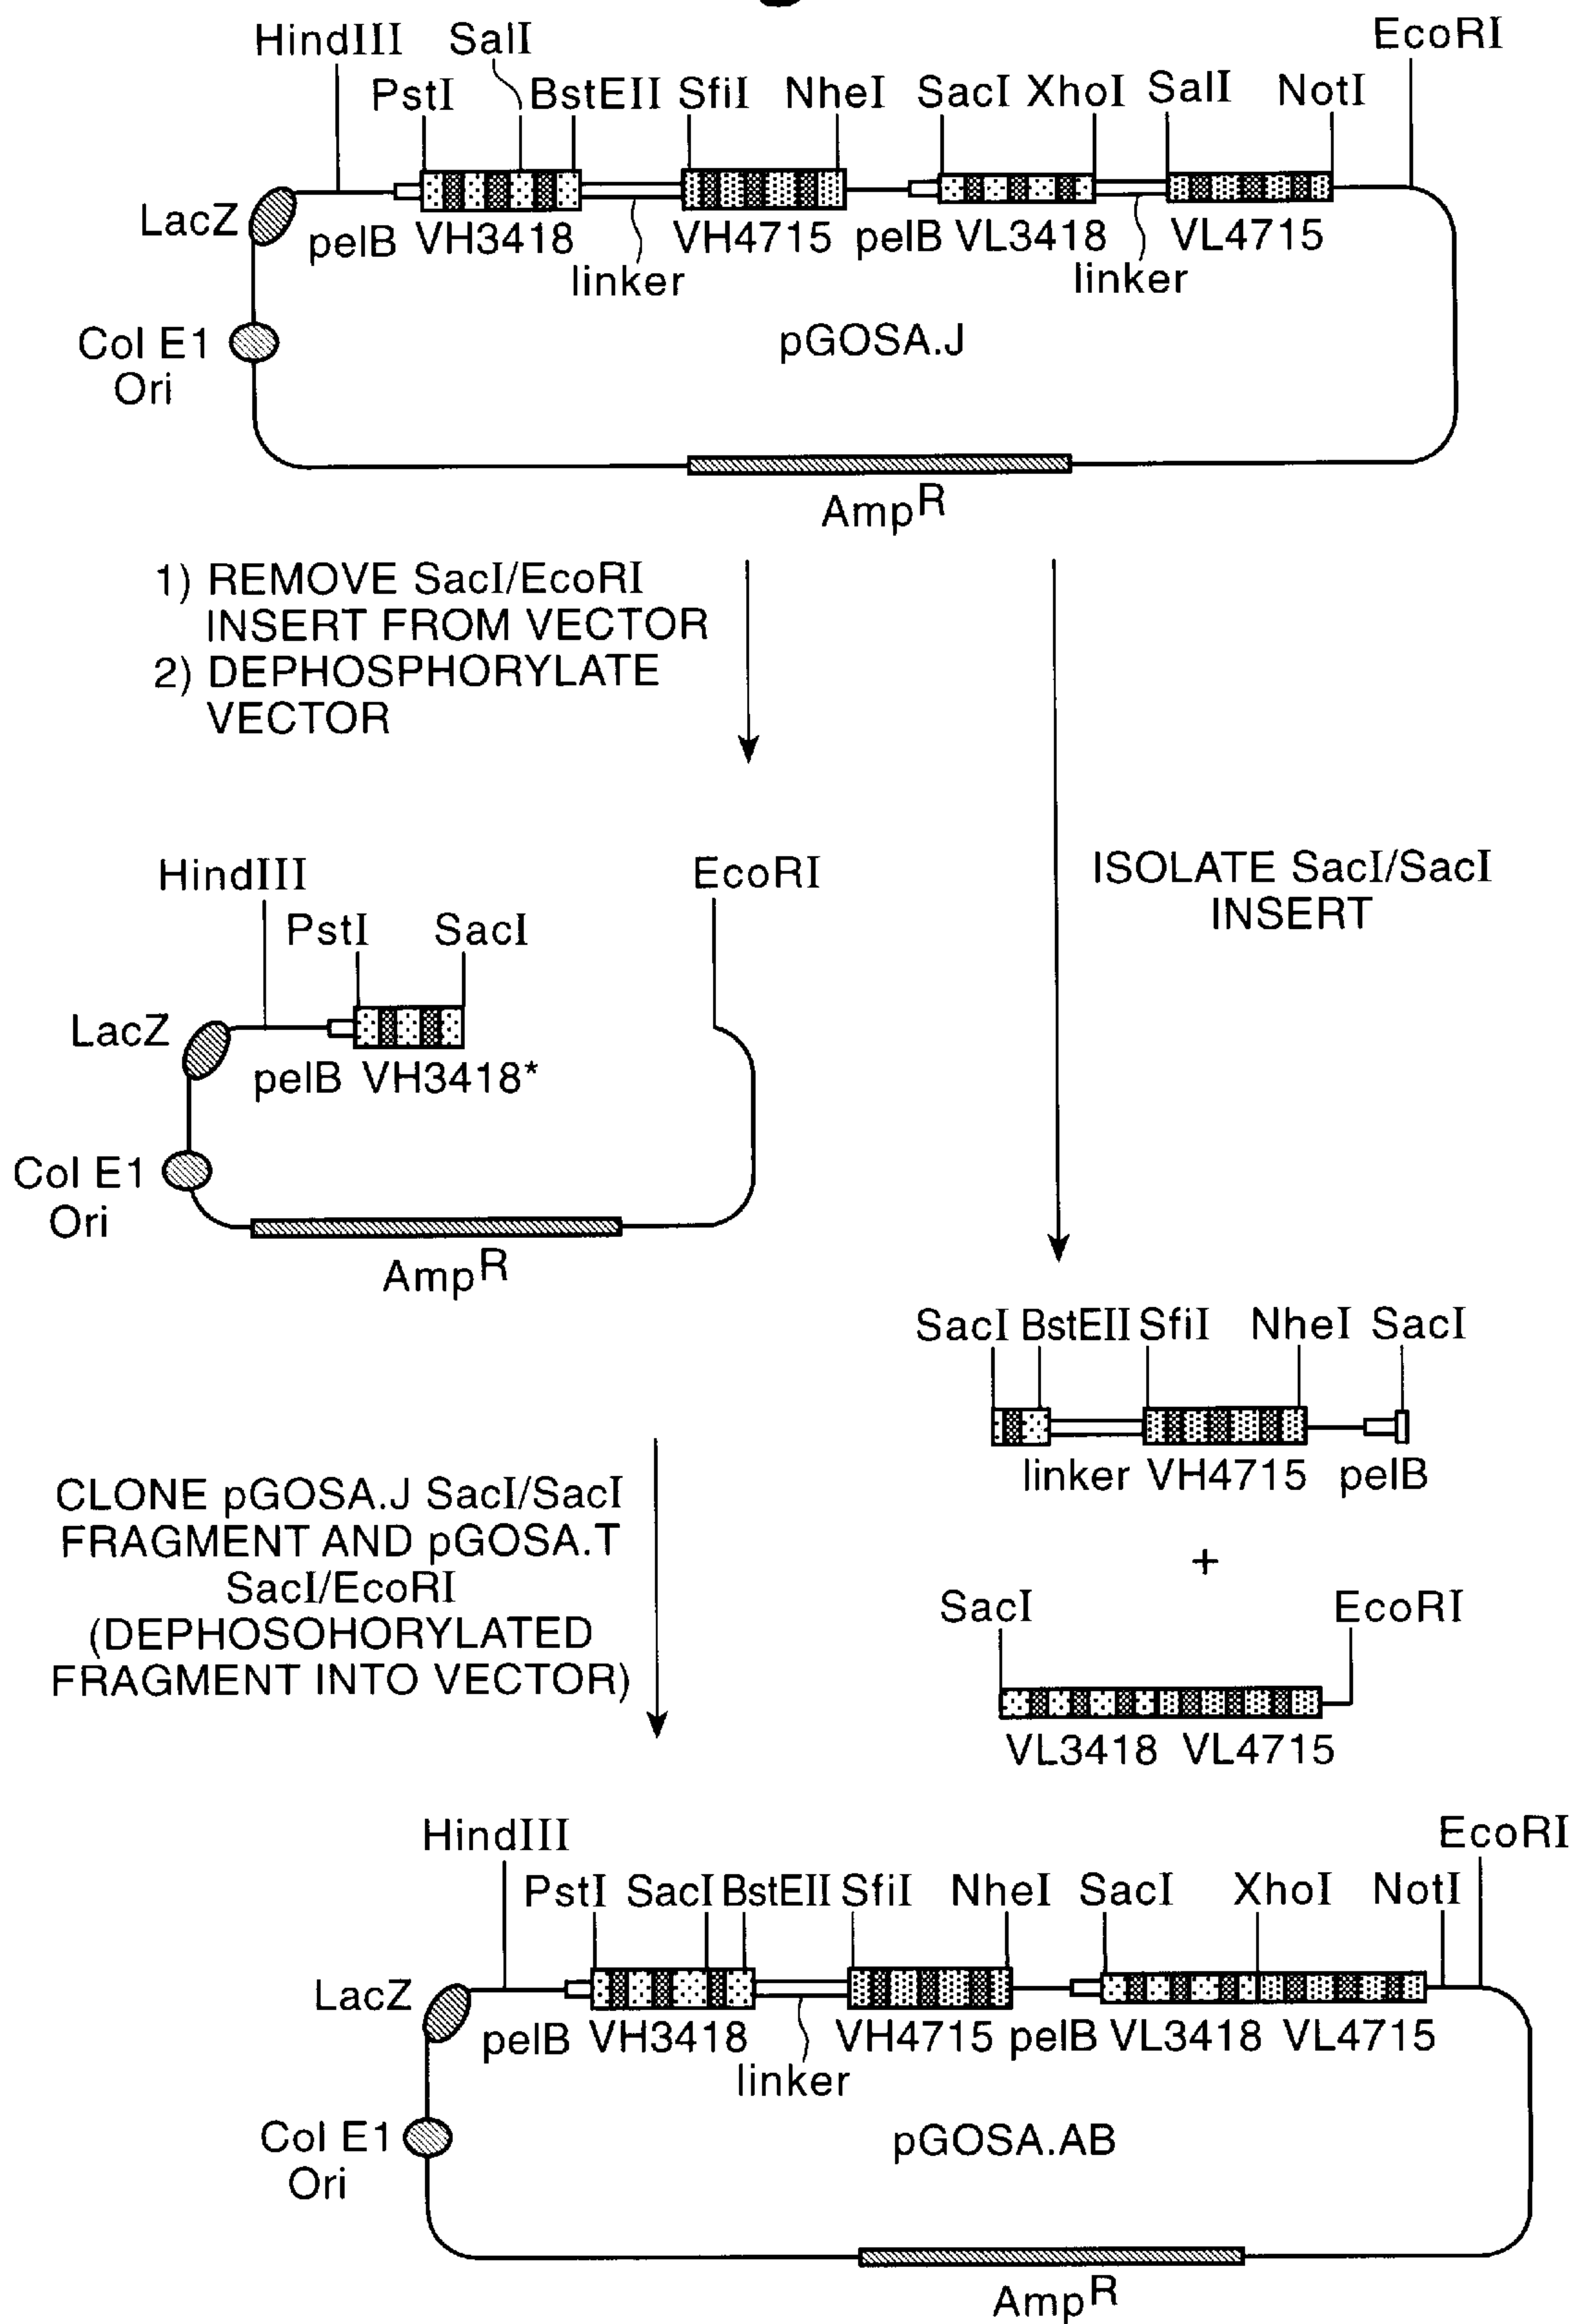 HindIII SalI EcoRI
PstI BstEII SfiI NheI SacI XhoI SalI NotI
LacZ
pelB VH3418 VH4715 pelB VL3418 VL4715
linker linker
Col E1
Ori
pGOSA.J
Amp^R
1) REMOVE SacI/EcoRI
INSERT FROM VECTOR
2) DEPHOSPHORYLATE
VECTOR
HindIII EcoRI
PstI SacI
LacZ
pelB VH3418*
Col E1
Ori
Amp^R
ISOLATE SacI/SacI
INSERT
SacI BstEII SfiI NheI SacI
linker VH4715 pelB
+
SacI EcoRI
VL3418 VL4715
CLONE pGOSA.J SacI/SacI
FRAGMENT AND pGOSA.T
SacI/EcoRI
(DEPHOSOHORYLATED
FRAGMENT INTO VECTOR)
HindIII EcoRI
PstI SacI BstEII SfiI NheI SacI XhoI NotI
LacZ
pelB VH3418 VH4715 pelB VL3418 VL4715
linker
Col E1
Ori
pGOSA.AB
Amp^R